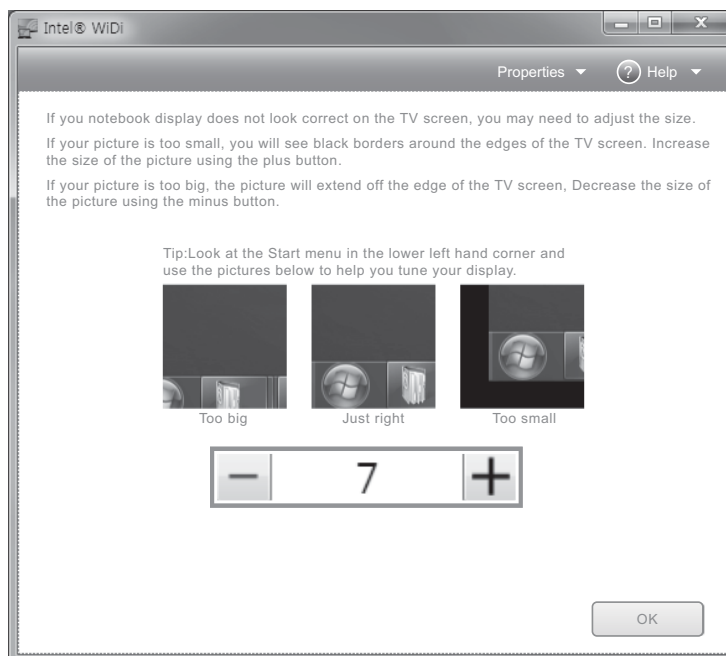 Intel® WiDi
Properties
? Help
If you notebook display does not look correct on the TV screen, you may need to adjust the size.
If your picture is too small, you will see black borders around the edges of the TV screen. Increase
the size of the picture using the plus button.
If your picture is too big, the picture will extend off the edge of the TV screen, Decrease the size of
the picture using the minus button.
Tip:Look at the Start menu in the lower left hand corner and
use the pictures below to help you tune your display.
Too big
Just right
Too small
− 7 +
OK